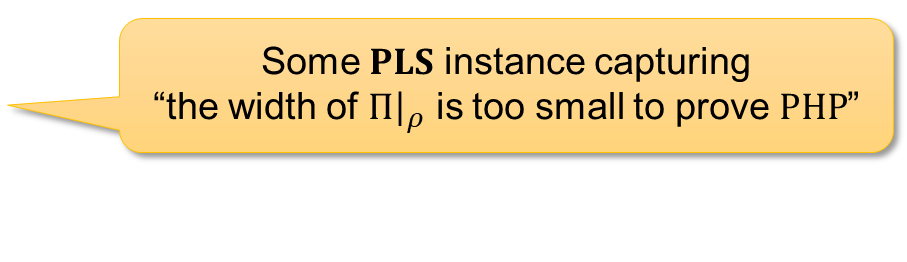 Some PLS instance capturing
“the width of Π|ρ is too small to prove PHP”